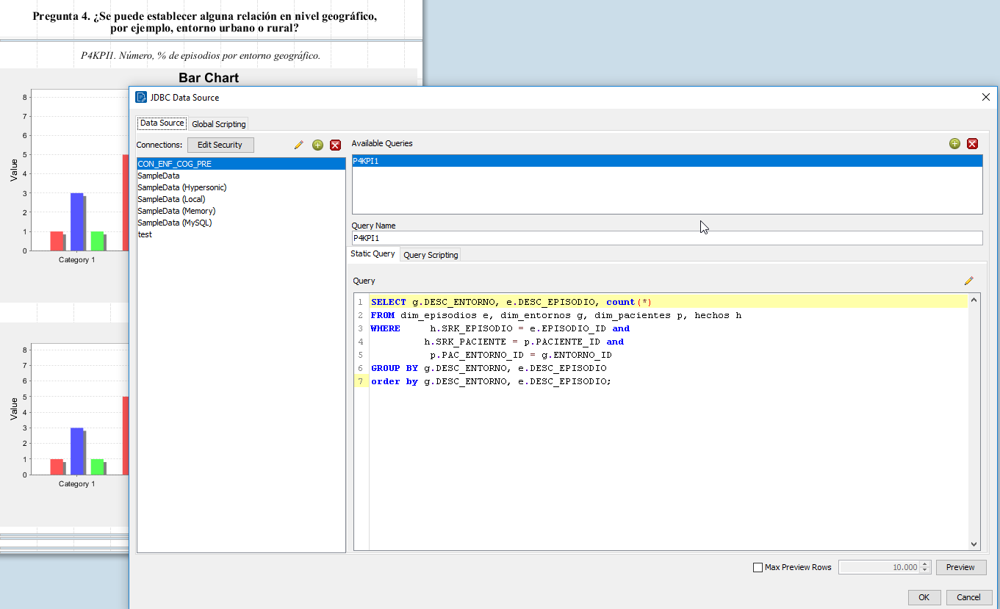 Pregunta 4. ¿Se puede establecer alguna relación en nivel geográfico,
por ejemplo, entorno urbano o rural?
P4KPI1. Número, % de episodios por entorno geográfico.
Bar Chart
8
7
6
5
4
3
2
1
0
Value
Category 1
8
7
6
5
4
3
2
1
0
Value
Category 1
JDBC Data Source
Data Source Global Scripting
Connections: Edit Security
CON_ENF_COG_PRE
SampleData
SampleData (Hypersonic)
SampleData (Local)
SampleData (Memory)
SampleData (MySQL)
test
Available Queries
P4KPI1
Query Name
P4KPI1
Static Query Query Scripting
Query
1 SELECT g.DESC_ENTORNO, e.DESC_EPISODIO, count(*)
2 FROM dim_episodios e, dim_entornos g, dim_pacientes p, hechos h
3 WHERE h.SRK_EPISODIO = e.EPISODIO_ID and
4 h.SRK_PACIENTE = p.PACIENTE_ID and
5 p.PAC_ENTORNO_ID = g.ENTORNO_ID
6 GROUP BY g.DESC_ENTORNO, e.DESC_EPISODIO
7 order by g.DESC_ENTORNO, e.DESC_EPISODIO;
Max Preview Rows 10.000 Preview
OK Cancel